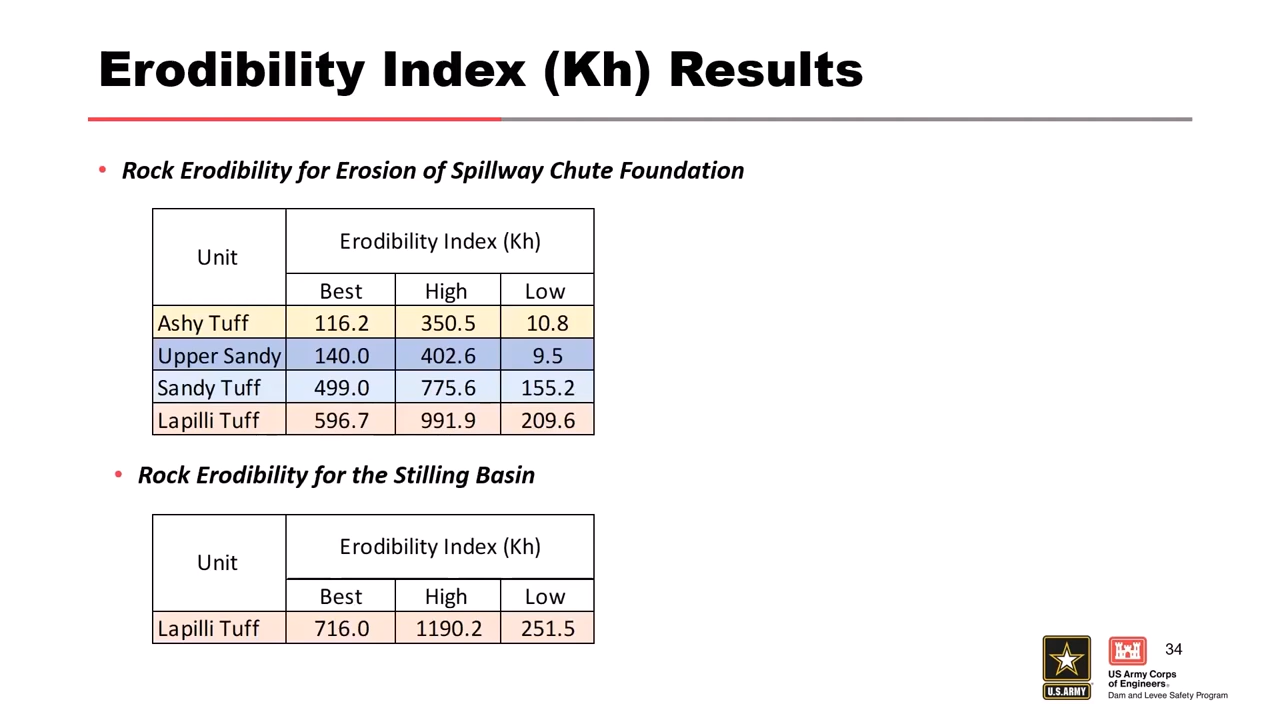 Erodibility Index (Kh) Results
• Rock Erodibility for Erosion of Spillway Chute Foundation
Unit Erodibility Index (Kh)
Best High Low
Ashy Tuff 116.2 350.5 10.8
Upper Sandy 140.0 402.6 9.5
Sandy Tuff 499.0 775.6 155.2
Lapilli Tuff 596.7 991.9 209.6
• Rock Erodibility for the Stilling Basin
Unit Erodibility Index (Kh)
Best High Low
Lapilli Tuff 716.0 1190.2 251.5
U.S.ARMY
US Army Corps
of Engineers®
Dam and Levee Safety Program
34